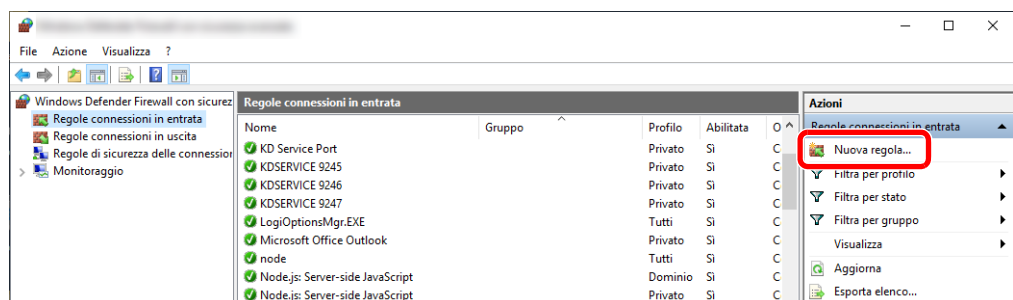 File Azione Visualizza ?
Windows Defender Firewall con sicurez
Regole connessioni in entrata
Regole connessioni in uscita
Regole di sicurezza delle connession
Monitoraggio
Regole connessioni in entrata
Nome Gruppo Profilo Abilitata O
KD Service Port Privato Sì C
KDSERVICE 9245 Privato Sì C
KDSERVICE 9246 Privato Sì C
KDSERVICE 9247 Privato Sì C
LogiOptionsMgr.EXE Tutti Sì C
Microsoft Office Outlook Privato Sì C
node Tutti Sì C
Node.js: Server-side JavaScript Dominio Sì C
Node.js: Server-side JavaScript Privato Sì C
Azioni
Regole connessioni in entrata
Nuova regola...
Filtra per profilo
Filtra per stato
Filtra per gruppo
Visualizza
Aggiorna
Esporta elenco...